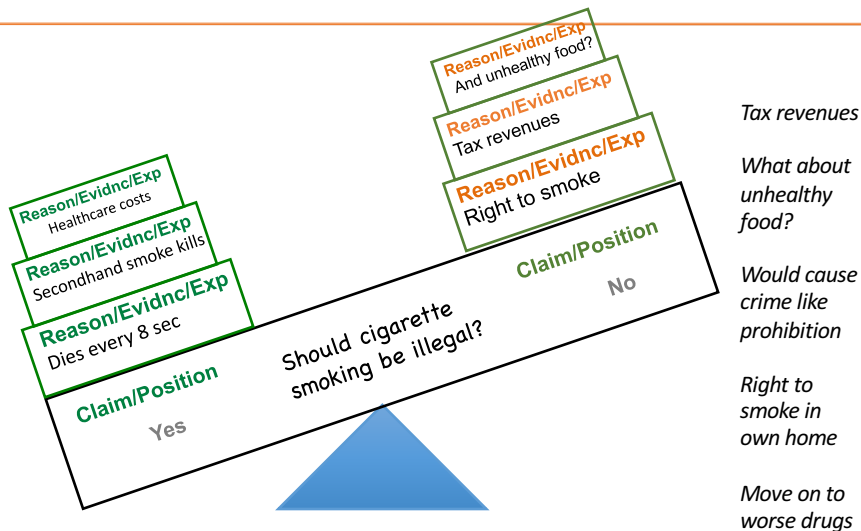 Reason/Evidnc/Exp
Healthcare costs
Reason/Evidnc/Exp
Secondhand smoke kills
Reason/Evidnc/Exp
Dies every 8 sec
Claim/Position
Yes
Should cigarette
smoking be illegal?
Reason/Evidnc/Exp
And unhealthy food?
Reason/Evidnc/Exp
Tax revenues
Reason/Evidnc/Exp
Right to smoke
Claim/Position
No
Tax revenues
What about
unhealthy
food?
Would cause
crime like
prohibition
Right to
smoke in
own home
Move on to
worse drugs